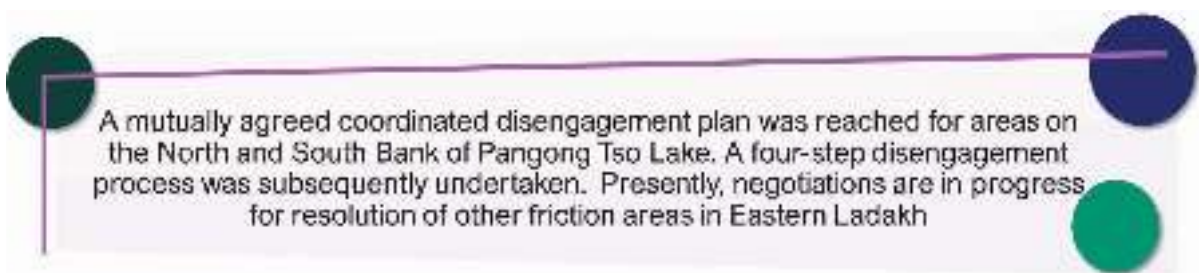 A mutually agreed coordinated disengagement plan was reached for areas on
the North and South Bank of Pangong Tso Lake. A four-step disengagement
process was subsequently undertaken. Presently, negotiations are in progress
for resolution of other friction areas in Eastern Ladakh